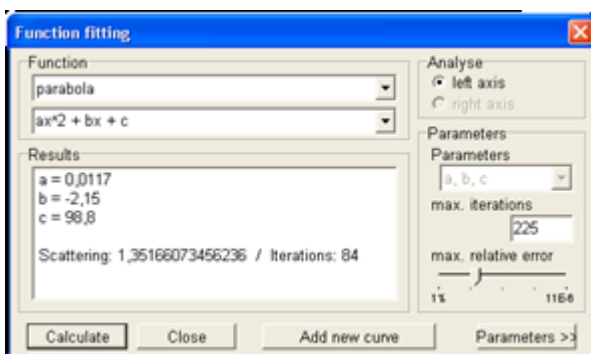 Function fitting
Function
parabola
ax^2 + bx + c
Results
a = 0,0117
b = -2,15
c = 98,8
Scattering: 1,35166073456236 / Iterations: 84
Analyse
left axis
right axis
Parameters
Parameters
a, b, c
max. iterations
225
max. relative error
1% 11E-6
Calculate Close Add new curve Parameters >>